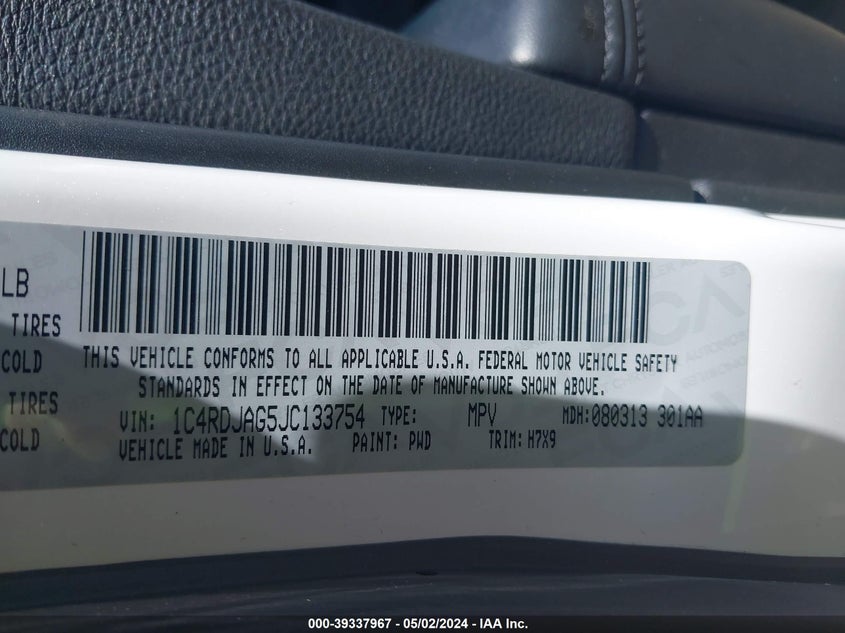 LB
TIRES
COLD
TIRES
COLD
THIS VEHICLE CONFORMS TO ALL APPLICABLE U.S.A. FEDERAL MOTOR VEHICLE SAFETY
STANDARDS IN EFFECT ON THE DATE OF MANUFACTURE SHOWN ABOVE.
VIN: 1C4RDJAG5JC133754 TYPE: MPV MDH:080313 301AA
VEHICLE MADE IN U.S.A. PAINT: PWD TRIM: H7X9
000-39337967 - 05/02/2024 - IAA Inc.